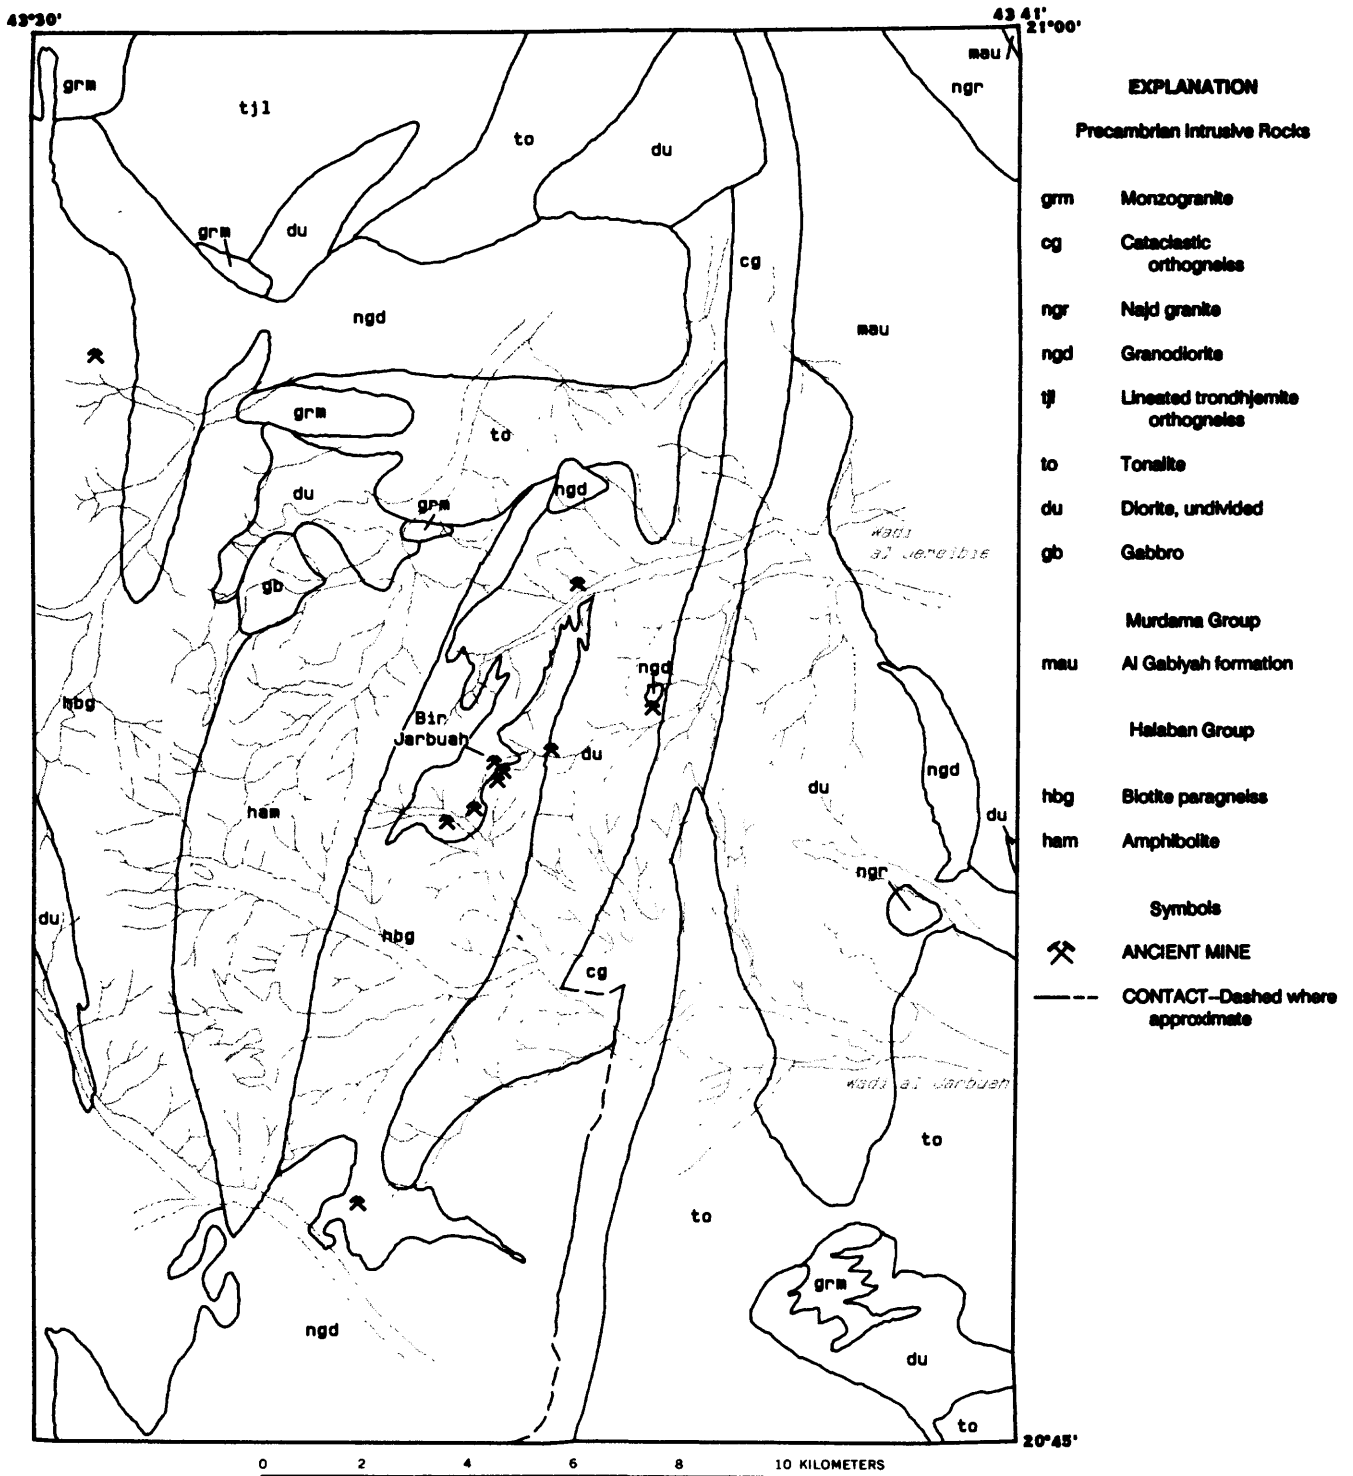 43°30'
43 41'
21°00'
mau
grm
ngr
tjl
to
du
grm
du
cg
ngd
mau
grm
to
du
ngd
grm
Wadi
al Jereibie
gb
ngd
hbg
Bir
Jarbuah
du
ngd
du
ham
du
ngr
du
hbg
cg
Wadi al Jarbuah
to
to
grm
ngd
du
to
20°45'
0 2 4 6 8 10 KILOMETERS
EXPLANATION
Precambrian Intrusive Rocks
grm Monzogranite
cg Cataclastic
orthogneiss
ngr Najd granite
ngd Granodiorite
tjl Lineated trondhjemite
orthogneiss
to Tonalite
du Diorite, undivided
gb Gabbro
Murdama Group
mau Al Gabiyah formation
Halaban Group
hbg Biotite paragneiss
ham Amphibolite
Symbols
ANCIENT MINE
CONTACT--Dashed where
approximate